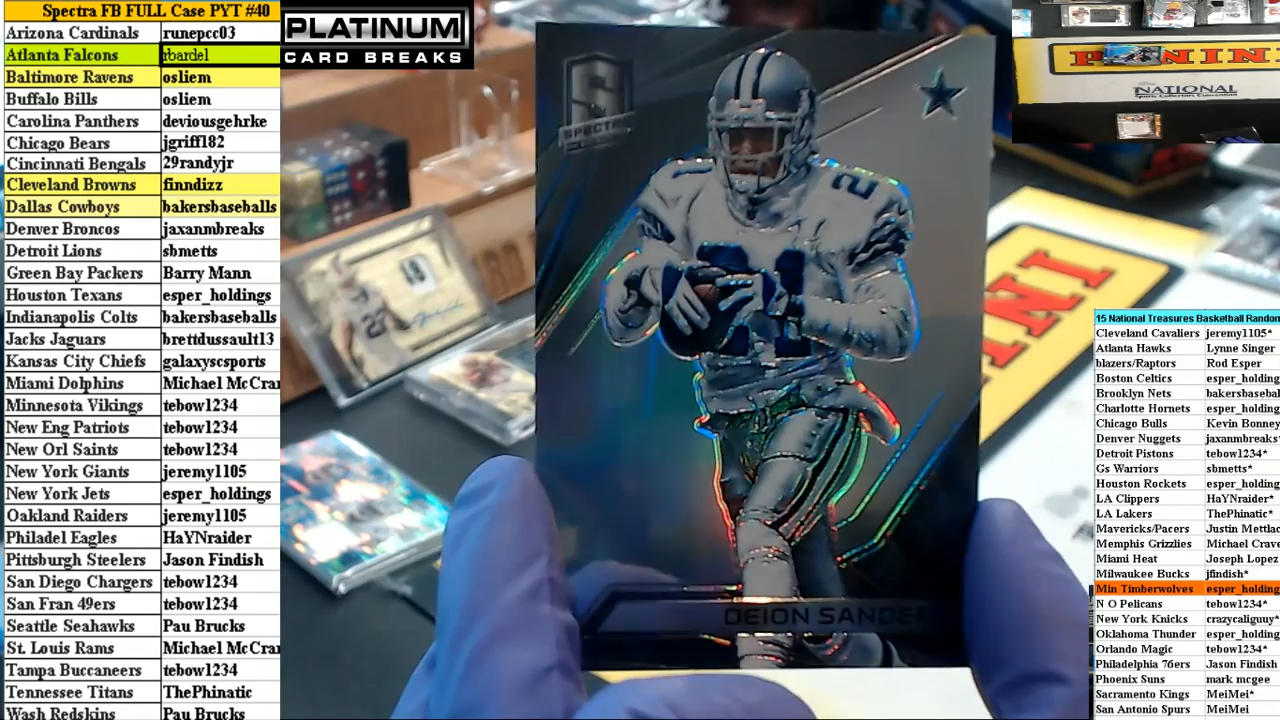 Spectra FB FULL Case PYT #40
Arizona Cardinals runepcc03
Atlanta Falcons rbardel
Baltimore Ravens osliem
Buffalo Bills osliem
Carolina Panthers deviousgehrke
Chicago Bears jgriff182
Cincinnati Bengals 29randyjr
Cleveland Browns finndizz
Dallas Cowboys bakersbaseballs
Denver Broncos jaxanmbreaks
Detroit Lions sbmetts
Green Bay Packers Barry Mann
Houston Texans esper_holdings
Indianapolis Colts bakersbaseballs
Jacks Jaguars brettdussault13
Kansas City Chiefs galaxyscsports
Miami Dolphins Michael McCra
Minnesota Vikings tebow1234
New Eng Patriots tebow1234
New Orl Saints tebow1234
New York Giants jeremy1105
New York Jets esper_holdings
Oakland Raiders jeremy1105
Philadel Eagles HaYNraider
Pittsburgh Steelers Jason Findish
San Diego Chargers tebow1234
San Fran 49ers tebow1234
Seattle Seahawks Pau Brucks
St. Louis Rams Michael McCra
Tampa Buccaneers tebow1234
Tennessee Titans ThePhinatic
Wash Redskins Pau Brucks
PLATINUM
CARD BREAKS
S
SPECTRA
21
21
DEION SANDER
PANINI
NATIONAL
INI
15 National Treasures Basketball Random
Cleveland Cavaliers jeremy1105*
Atlanta Hawks Lynne Singer
blazers/Raptors Rod Esper
Boston Celtics esper_holding
Brooklyn Nets bakersbasebal
Charlotte Hornets esper_holding
Chicago Bulls Kevin Bonney
Denver Nuggets jaxanmbreaks
Detroit Pistons tebow1234*
Gs Warriors sbmetts*
Houston Rockets esper_holding
LA Clippers HaYNraider*
LA Lakers ThePhinatic*
Mavericks/Pacers Justin Mettlac
Memphis Grizzlies Michael Crave
Miami Heat Joseph Lopez
Milwaukee Bucks jfindish*
Min Timberwolves esper_holding
N O Pelicans tebow1234*
New York Knicks crazycaliguuy*
Oklahoma Thunder esper_holding
Orlando Magic tebow1234*
Philadelphia 76ers Jason Findish
Phoenix Suns mark mcgee
Sacramento Kings MeiMei*
San Antonio Spurs MeiMei